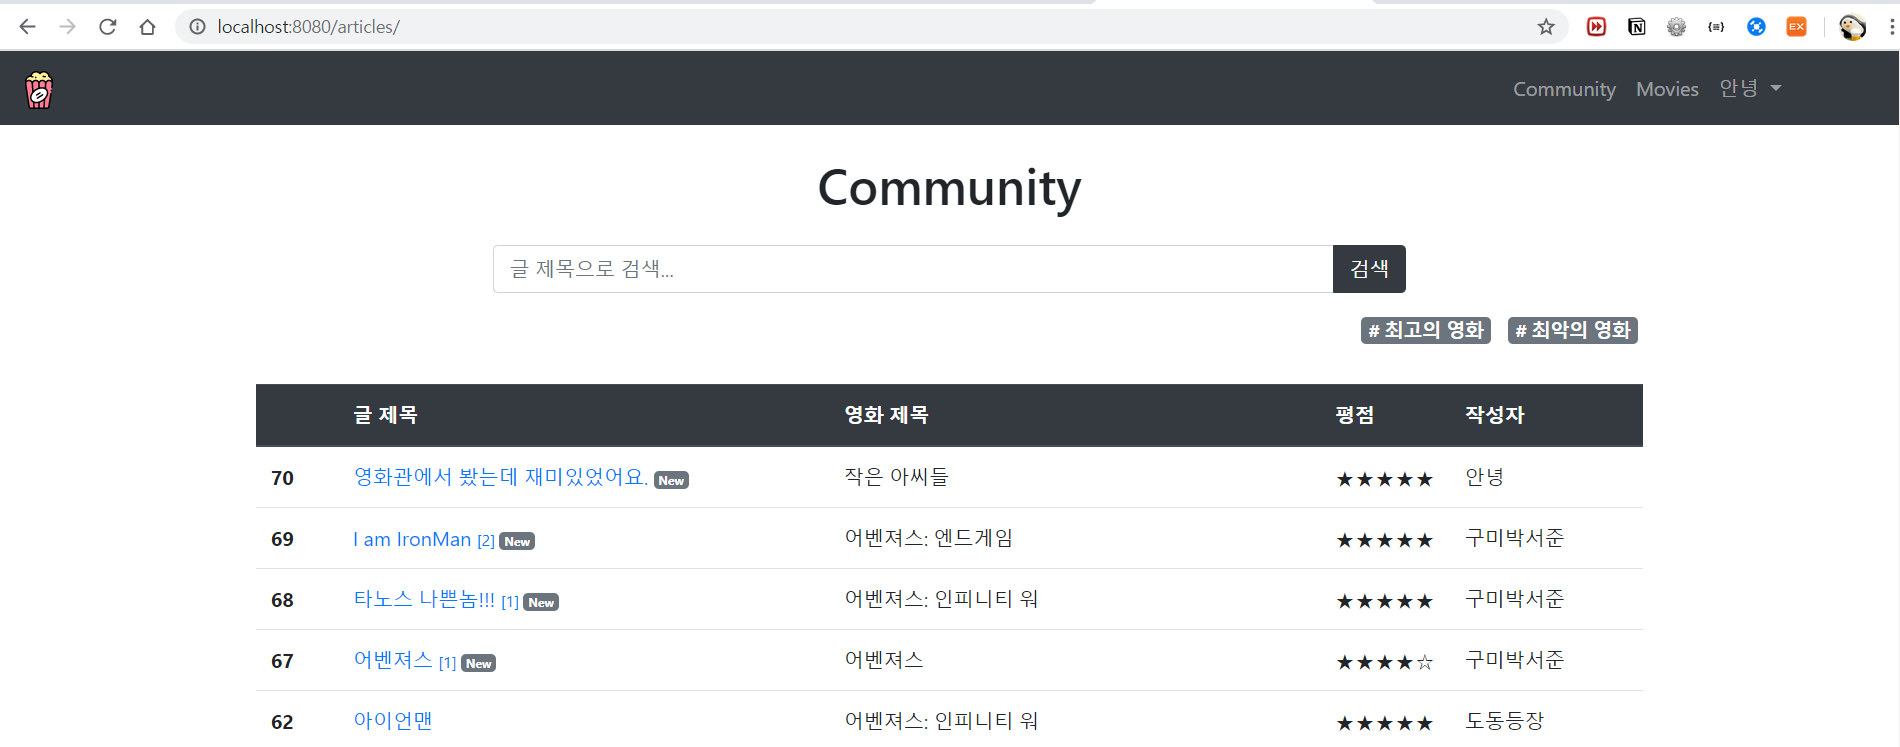 localhost:8080/articles/
Community Movies 안녕
Community
글 제목으로 검색... 검색
# 최고의 영화 # 최악의 영화
글 제목 영화 제목 평점 작성자
70 영화관에서 봤는데 재미있었어요. New 작은 아씨들 ★★★★★ 안녕
69 I am IronMan [2] New 어벤져스: 엔드게임 ★★★★★ 구미박서준
68 타노스 나쁜놈!!! [1] New 어벤져스: 인피니티 워 ★★★★★ 구미박서준
67 어벤져스 [1] New 어벤져스 ★★★★☆ 구미박서준
62 아이언맨 어벤져스: 인피니티 워 ★★★★★ 도동등장